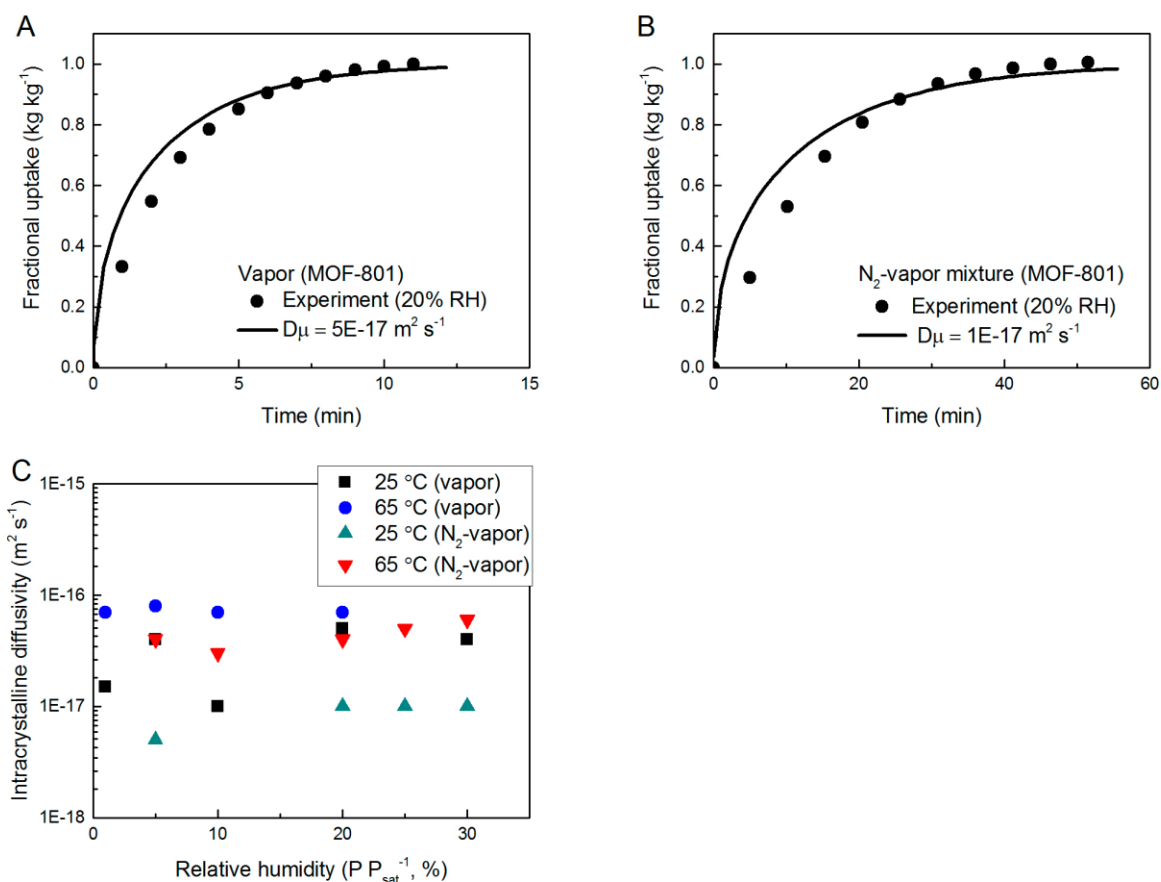 A
Fractional uptake (kg kg⁻¹)
1.0
0.8
0.6
0.4
0.2
0.0
Vapor (MOF-801)
Experiment (20% RH)
Dμ = 5E-17 m² s⁻¹
0 5 10 15
Time (min)
B
Fractional uptake (kg kg⁻¹)
1.0
0.8
0.6
0.4
0.2
0.0
N₂-vapor mixture (MOF-801)
Experiment (20% RH)
Dμ = 1E-17 m² s⁻¹
0 20 40 60
Time (min)
C
25 °C (vapor)
65 °C (vapor)
25 °C (N₂-vapor)
65 °C (N₂-vapor)
Intracrystalline diffusivity (m² s⁻¹)
1E-15
1E-16
1E-17
1E-18
0 10 20 30
Relative humidity (P Psat⁻¹, %)